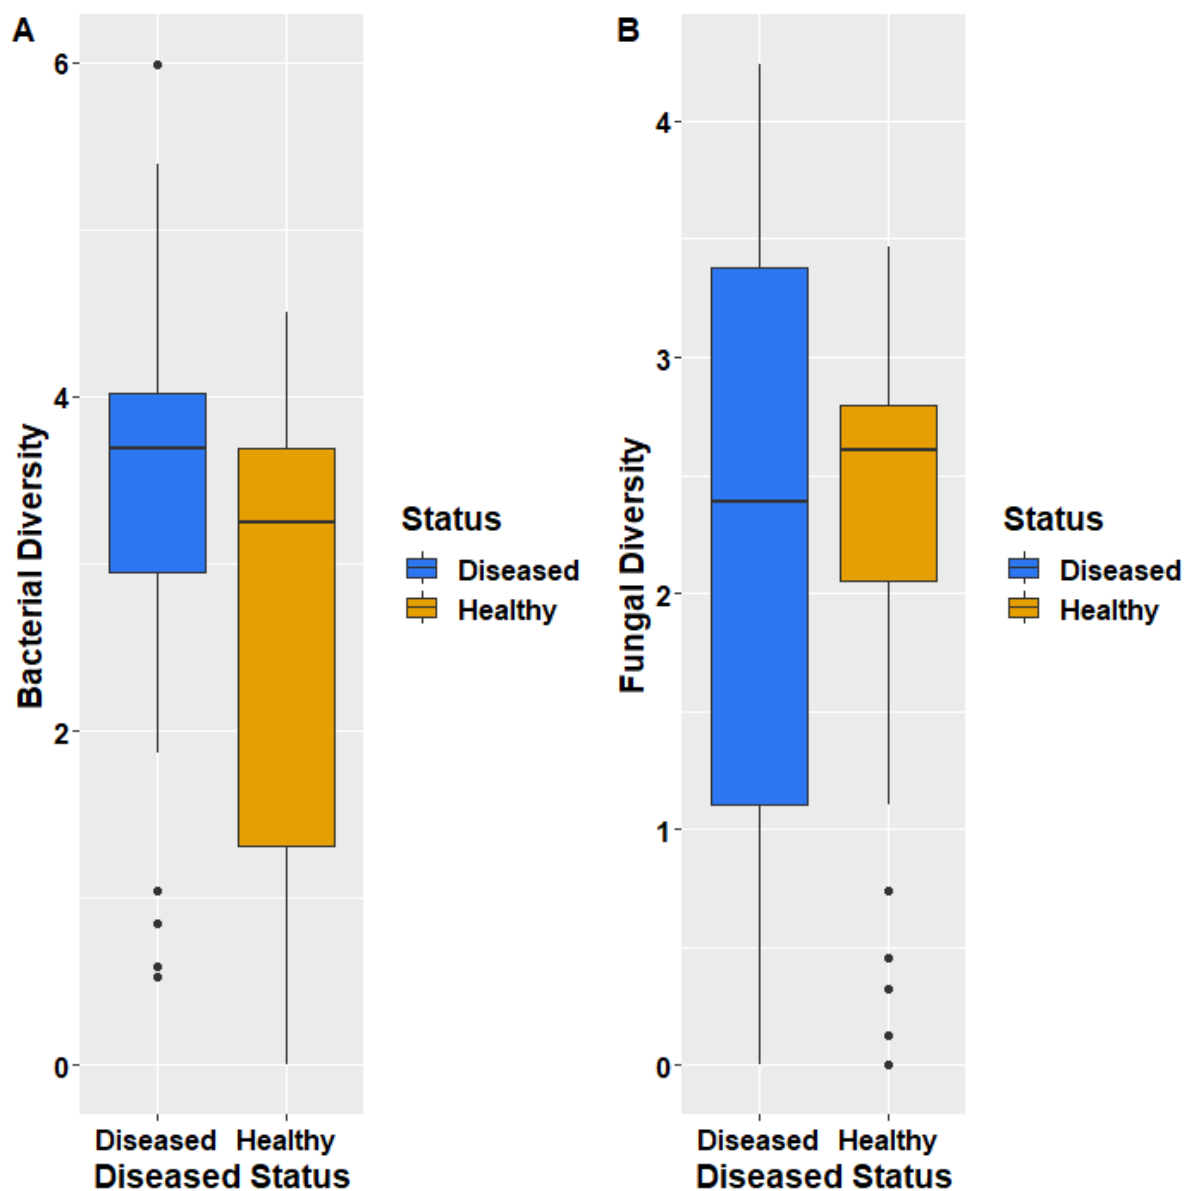 A
6
4
2
0
Bacterial Diversity
Diseased Healthy
Diseased Status
Status
Diseased
Healthy
B
4
3
2
1
0
Fungal Diversity
Diseased Healthy
Diseased Status
Status
Diseased
Healthy